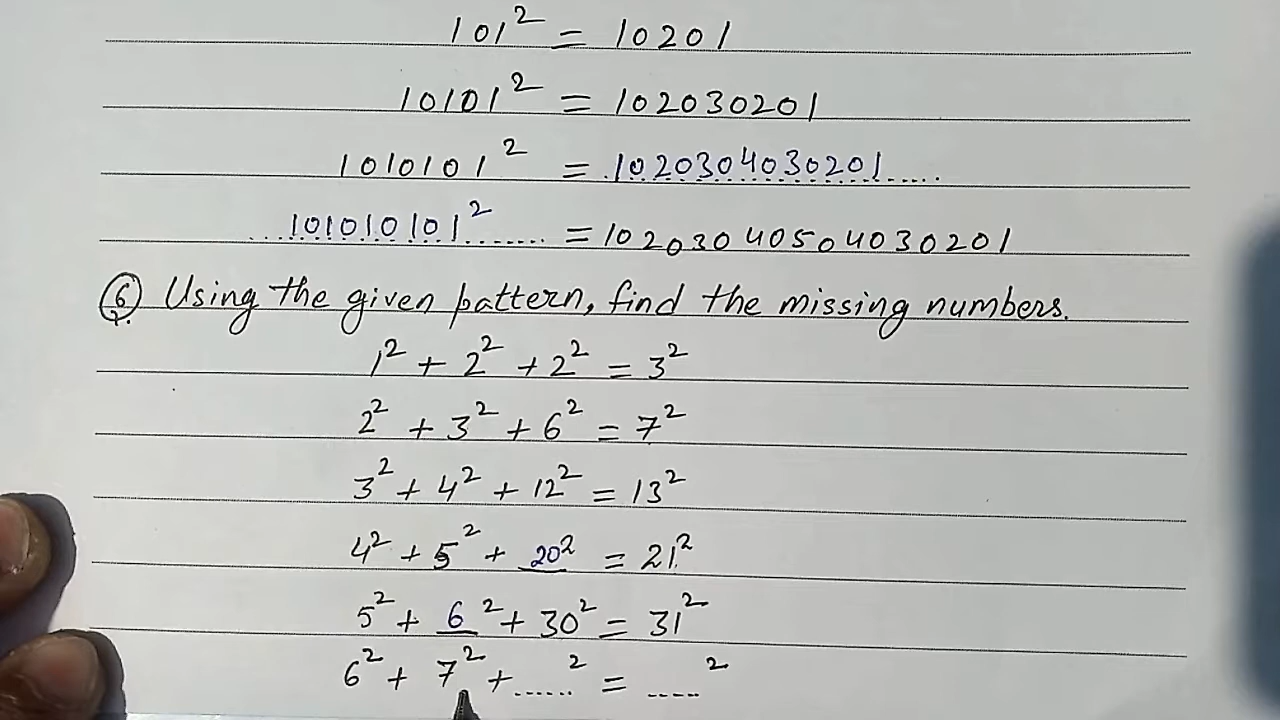 101² = 10201
10101² = 102030201
1010101² = 1020304030201........
...101010101²....... = 10203040504030201
Q6. Using the given pattern, find the missing numbers.
1² + 2² + 2² = 3²
2² + 3² + 6² = 7²
3² + 4² + 12² = 13²
4² + 5² + 20² = 21²
5² + 6² + 30² = 31²
6² + 7² + ......² = .....²